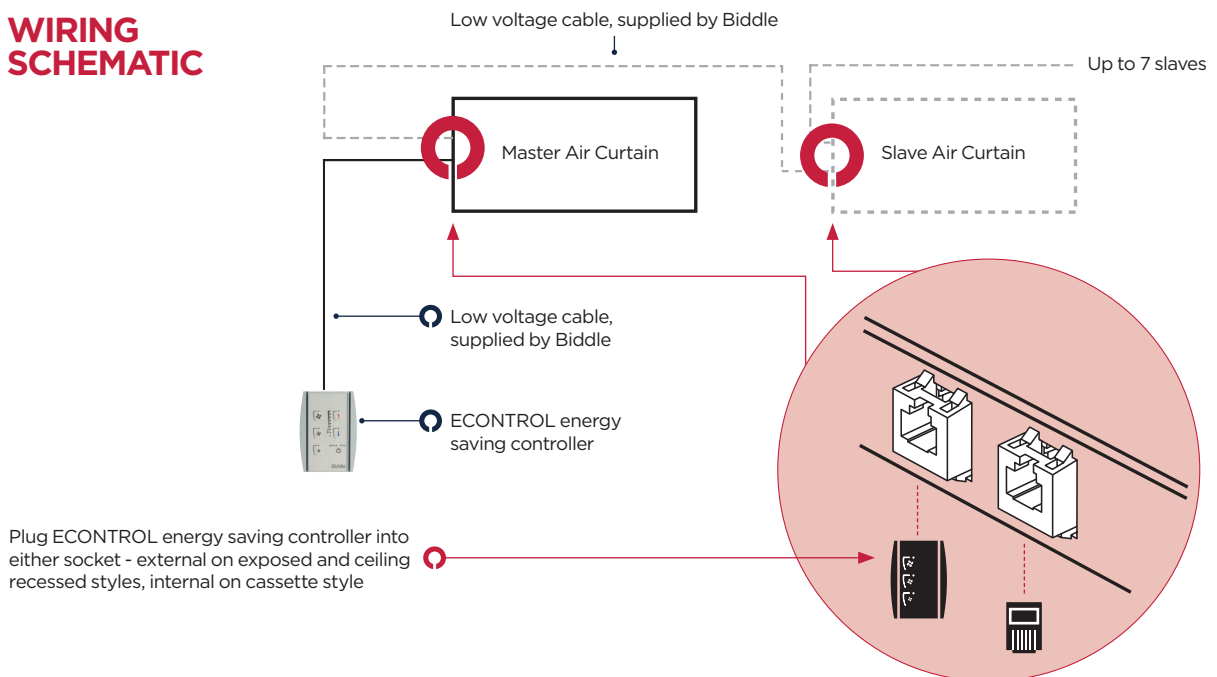 WIRING
SCHEMATIC
Low voltage cable, supplied by Biddle
Up to 7 slaves
Master Air Curtain
Slave Air Curtain
Low voltage cable,
supplied by Biddle
ECONTROL energy
saving controller
Biddle
Plug ECONTROL energy saving controller into
either socket - external on exposed and ceiling
recessed styles, internal on cassette style